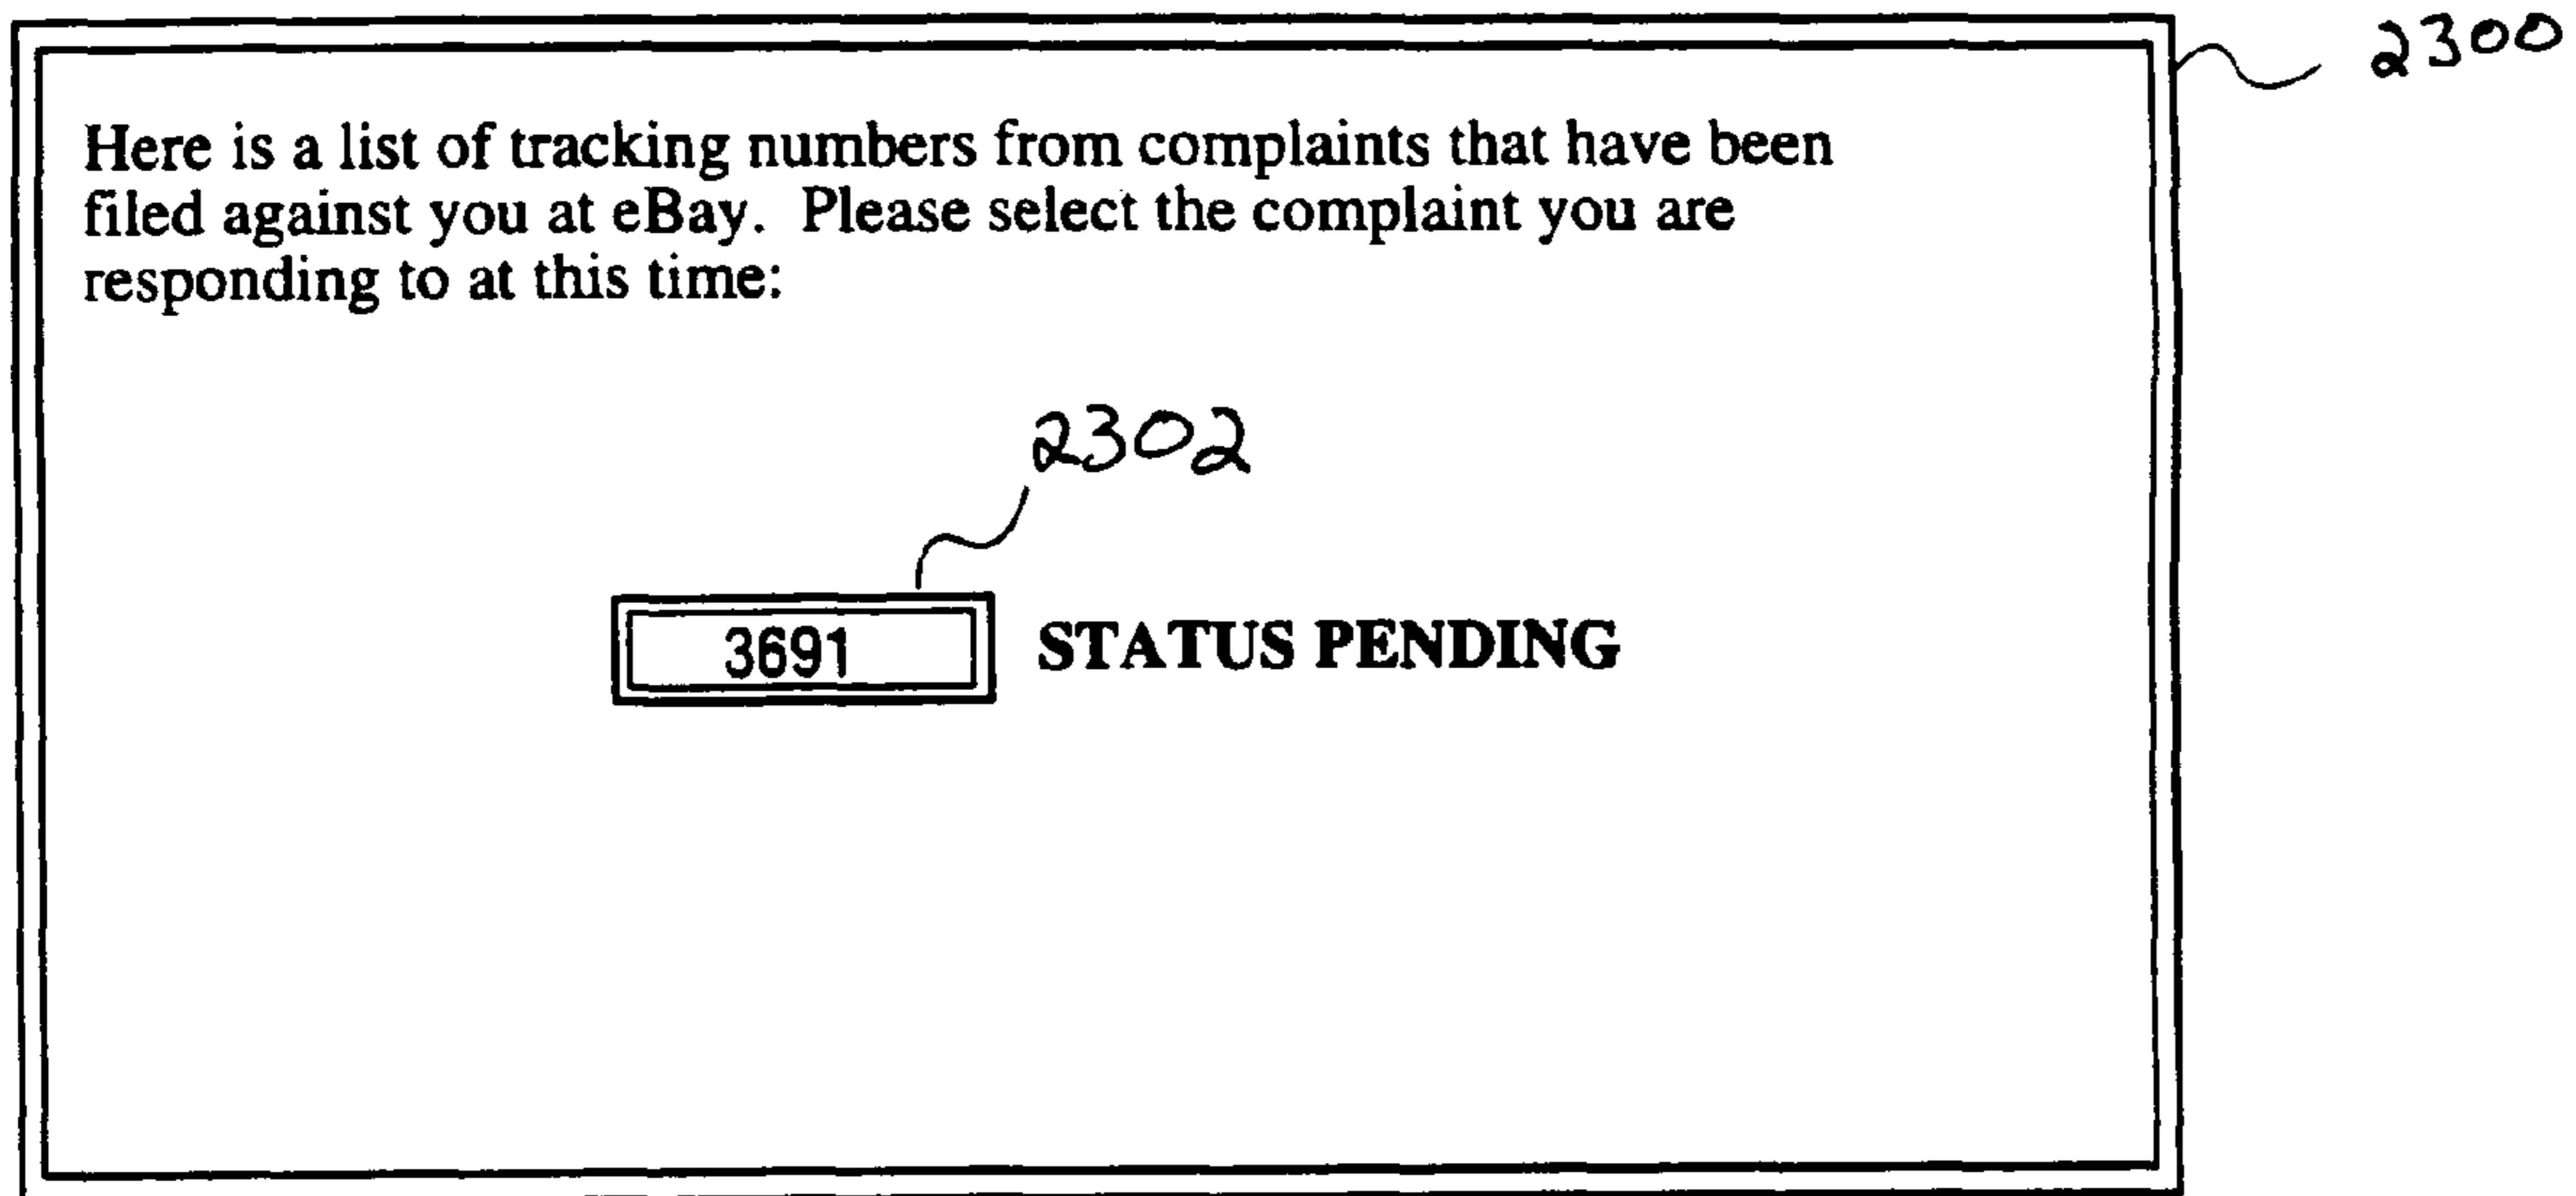 2300
Here is a list of tracking numbers from complaints that have been
filed against you at eBay.  Please select the complaint you are
responding to at this time:
2302
3691 STATUS PENDING